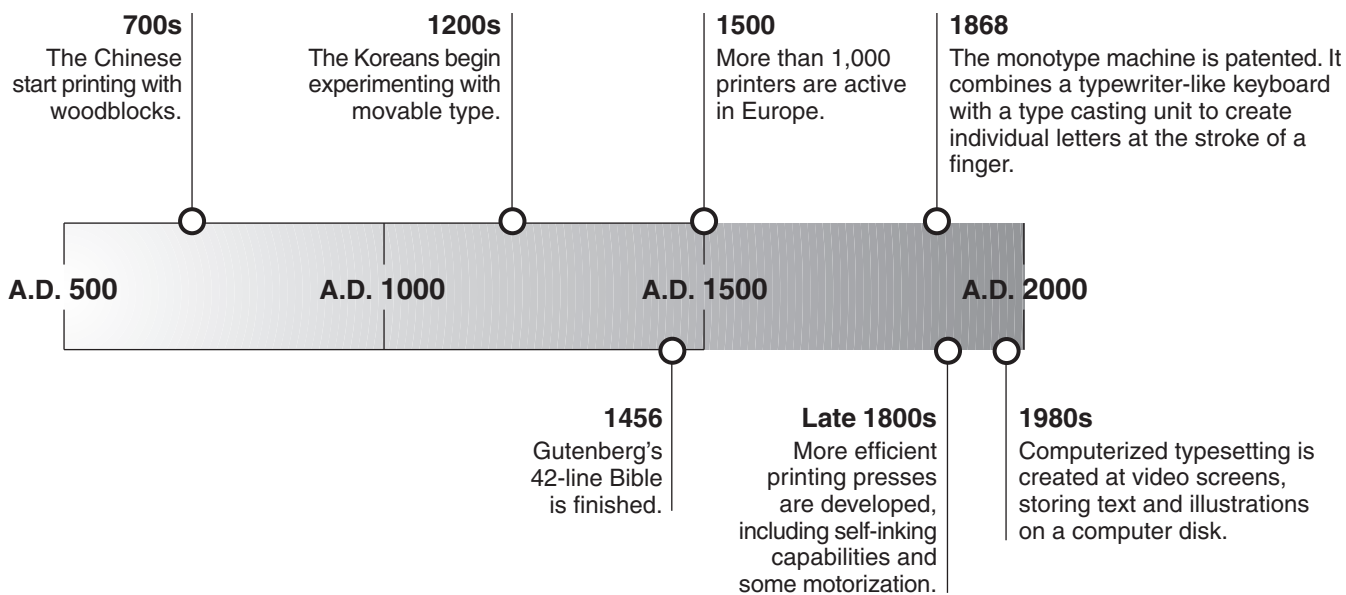 700s
The Chinese
start printing with
woodblocks.
1200s
The Koreans begin
experimenting with
movable type.
1500
More than 1,000
printers are active
in Europe.
1868
The monotype machine is patented. It
combines a typewriter-like keyboard
with a type casting unit to create
individual letters at the stroke of a
finger.
A.D. 500
A.D. 1000
A.D. 1500
A.D. 2000
1456
Gutenberg’s
42-line Bible
is finished.
Late 1800s
More efficient
printing presses
are developed,
including self-inking
capabilities and
some motorization.
1980s
Computerized typesetting is
created at video screens,
storing text and illustrations
on a computer disk.